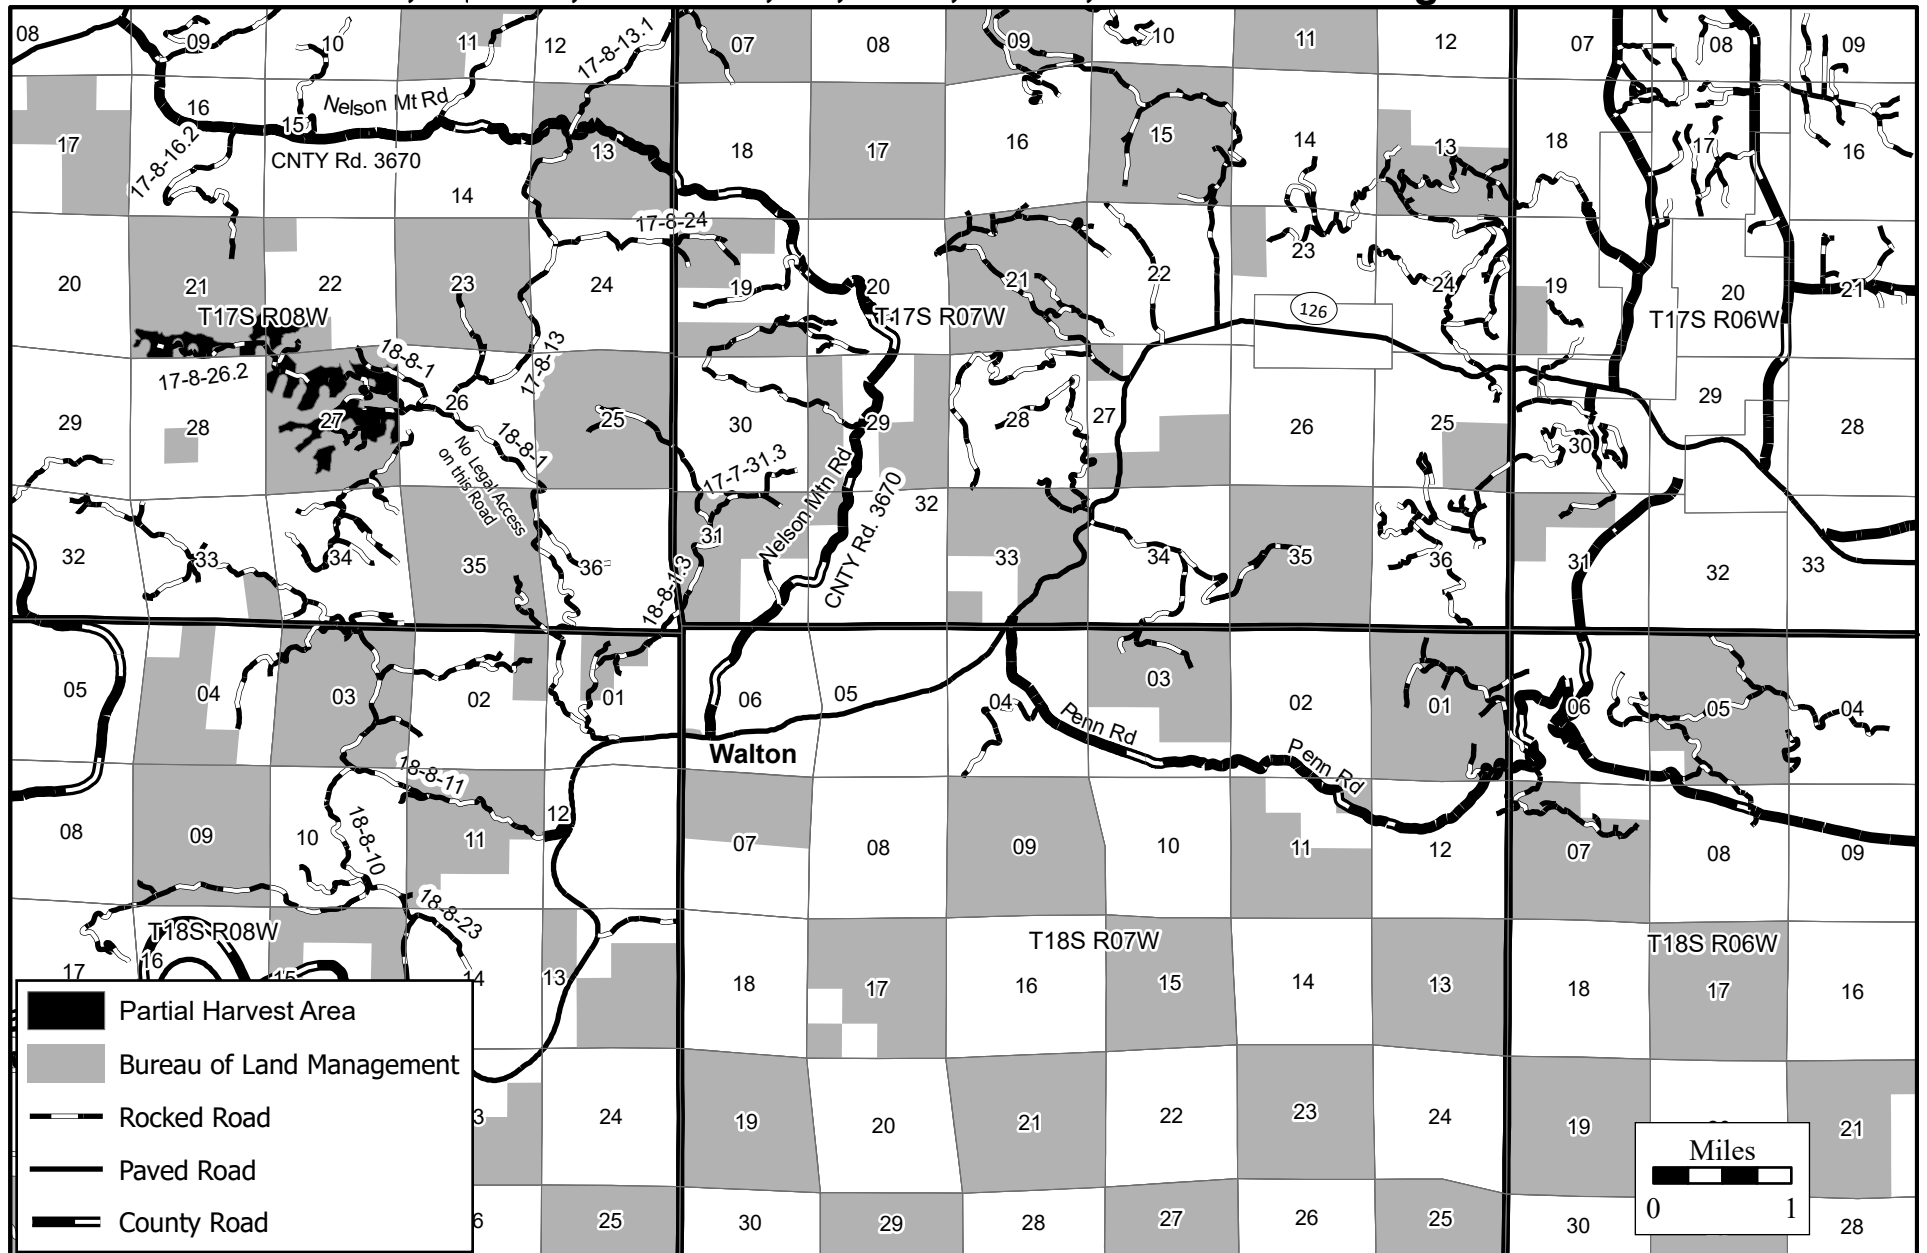 08 09 10 11 12 17-8-13.1 07 08 09 10 11 12 07 08 09
Nelson Mt Rd
17 16 15 13 18 17 16 15 14 13 18 17 16
17-8-16.2
CNTY Rd. 3670
14
17-8-24
20 21 22 23 24 19 20 21 22 23 24 19 20 21
T17S R08W
T17S R07W
126
T17S R06W
17-8-26.2
18-8-1
17-8-13
29 28 27 26 25 30 29 28 27 26 25 30 29 28
18-8-1
No Legal Access
on this Road
17-7-31.3
Nelson Mtn Rd
CNTY Rd. 3670
32 33 34 35 36 31 32 33 34 35 36 31 32 33
18-8-1.3
05 04 03 02 01 06 05 04 03 02 01 06 05 04
Penn Rd
Penn Rd
Walton
18-8-11
08 09 10 11 12 07 08 09 10 11 12 07 08 09
18-8-10
18-8-23
T18S R08W
T18S R07W
T18S R06W
17 16 15 14 13 18 17 16 15 14 13 18 17 16
3 24 19 20 21 22 23 24 19 21
6 25 30 29 28 27 26 25 30 28
Partial Harvest Area
Bureau of Land Management
Rocked Road
Paved Road
County Road
Miles
0 1